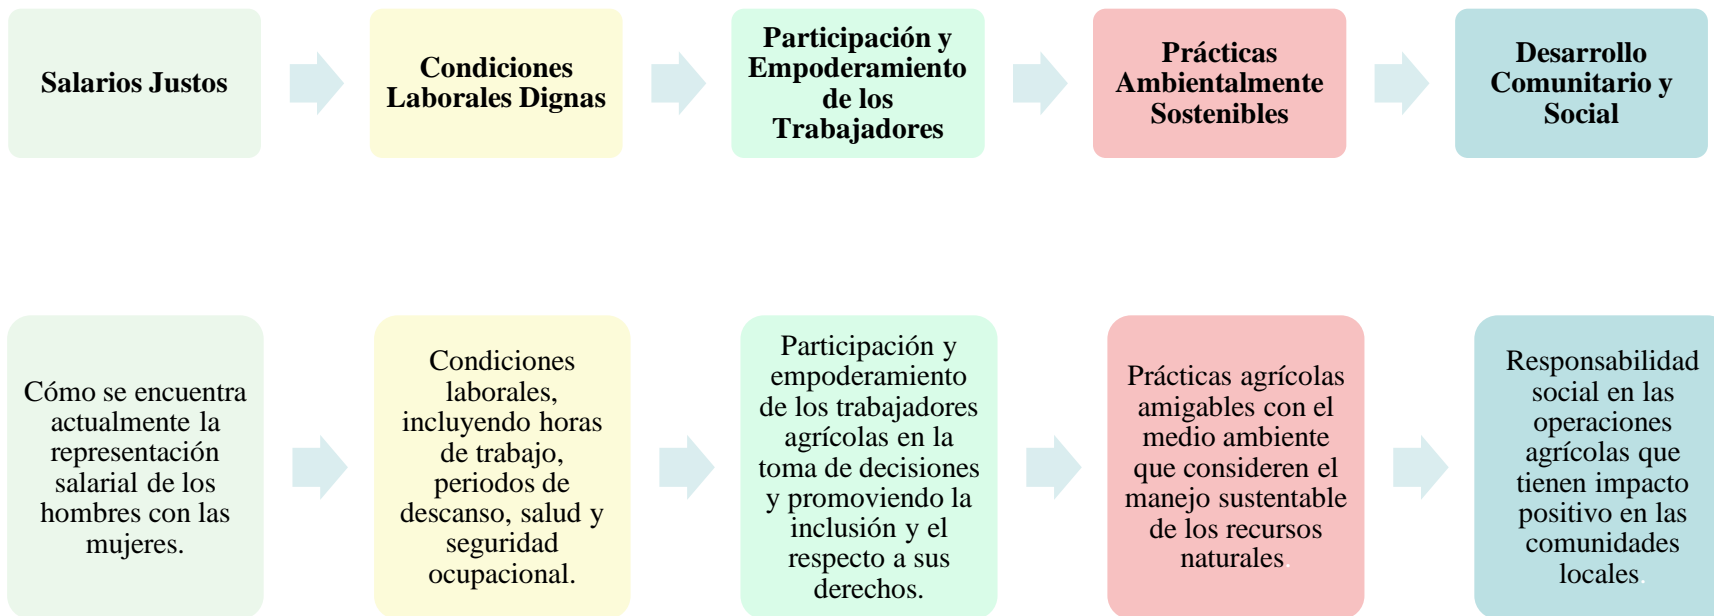 Salarios Justos
Condiciones
Laborales Dignas
Participación y
Empoderamiento
de los
Trabajadores
Prácticas
Ambientalmente
Sostenibles
Desarrollo
Comunitario y
Social
Cómo se encuentra
actualmente la
representación
salarial de los
hombres con las
mujeres.
Condiciones
laborales,
incluyendo horas
de trabajo,
periodos de
descanso, salud y
seguridad
ocupacional.
Participación y
empoderamiento
de los trabajadores
agrícolas en la
toma de decisiones
y promoviendo la
inclusión y el
respecto a sus
derechos.
Prácticas agrícolas
amigables con el
medio ambiente
que consideren el
manejo sustentable
de los recursos
naturales.
Responsabilidad
social en las
operaciones
agrícolas que
tienen impacto
positivo en las
comunidades
locales.